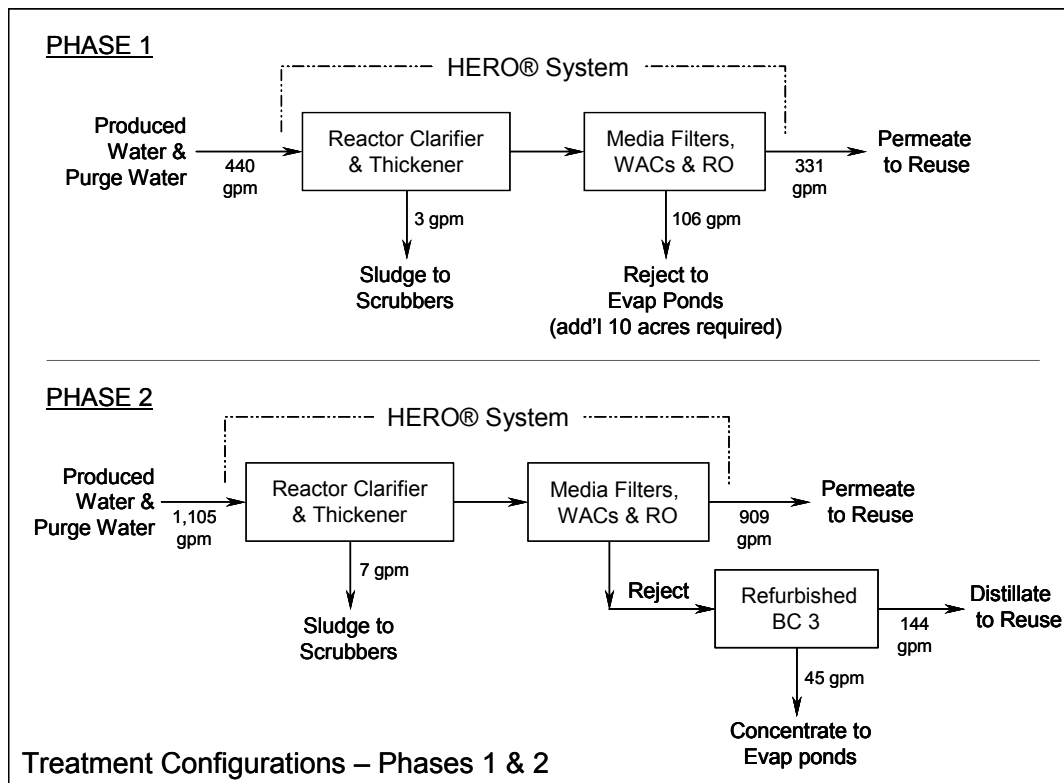 PHASE 1
HERO® System
Produced
Water &
Purge Water
440
gpm
Reactor Clarifier
& Thickener
3 gpm
Sludge to
Scrubbers
Media Filters,
WACs & RO
106 gpm
Reject to
Evap Ponds
(add'l 10 acres required)
331
gpm
Permeate
to Reuse
PHASE 2
HERO® System
Produced
Water &
Purge Water
1,105
gpm
Reactor Clarifier
& Thickener
7 gpm
Sludge to
Scrubbers
Media Filters,
WACs & RO
909
gpm
Permeate
to Reuse
Reject
Refurbished
BC 3
144
gpm
Distillate
to Reuse
45 gpm
Concentrate to
Evap ponds
Treatment Configurations – Phases 1 & 2